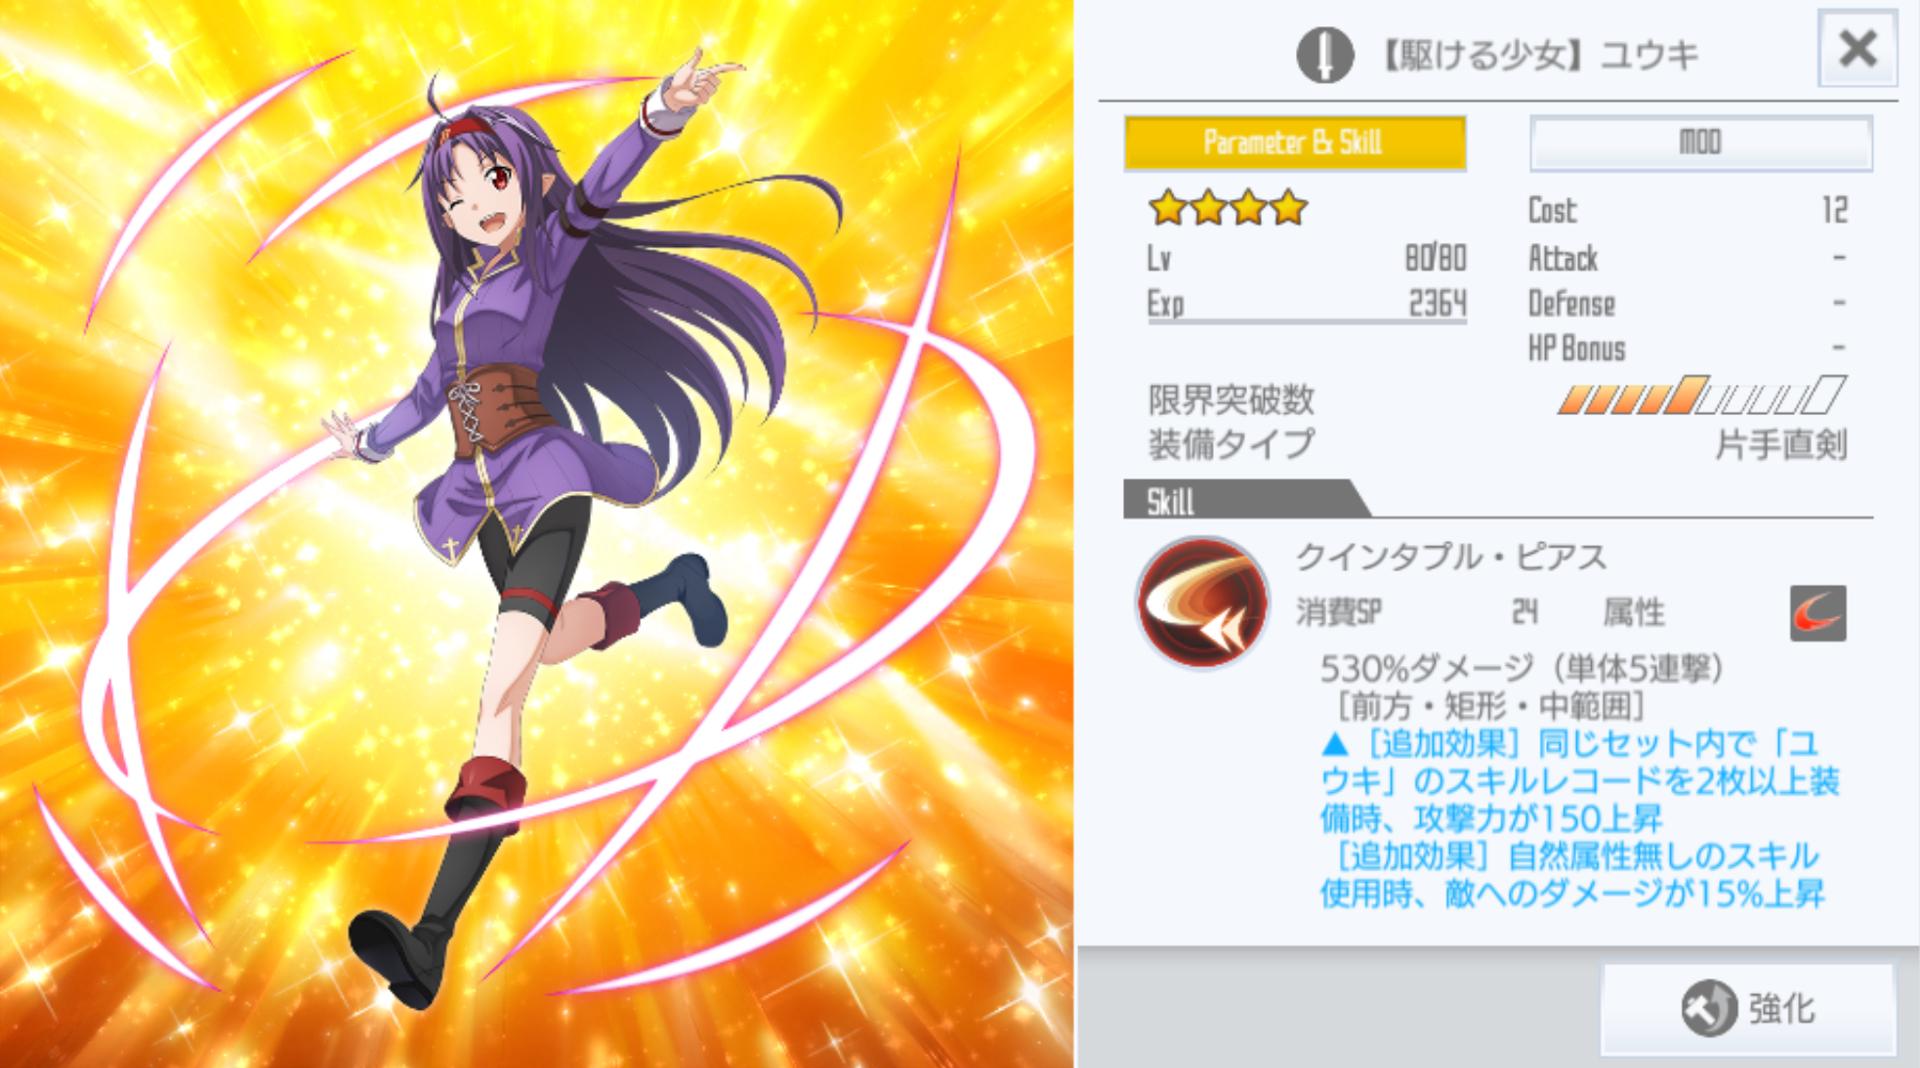 【駆ける少女】ユウキ
Parameter & Skill
MOD
Lv 80/80
Exp 2364
Cost 12
Attack -
Defense -
HP Bonus -
限界突破数
装備タイプ 片手直剣
Skill
クインタプル・ピアス
消費SP 24 属性
530%ダメージ（単体5連撃）
［前方・矩形・中範囲］
▲［追加効果］同じセット内で「ユ
ウキ」のスキルレコードを2枚以上装
備時、攻撃力が150上昇
［追加効果］自然属性無しのスキル
使用時、敵へのダメージが15%上昇
強化